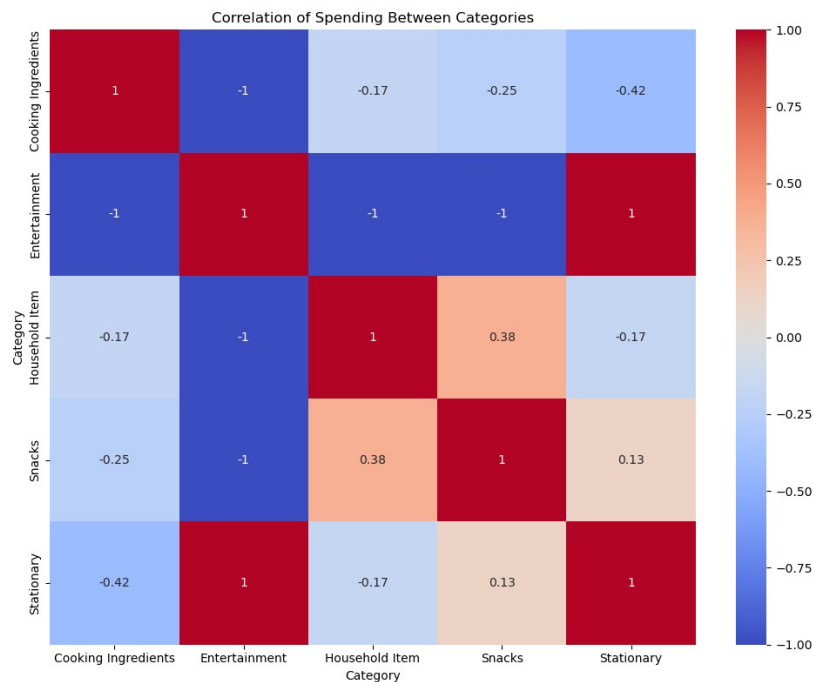 Correlation of Spending Between Categories
Cooking Ingredients
1
-1
-0.17
-0.25
-0.42
Entertainment
-1
1
-1
-1
1
Category
Household Item
-0.17
-1
1
0.38
-0.17
Snacks
-0.25
-1
0.38
1
0.13
Stationary
-0.42
1
-0.17
0.13
1
Cooking Ingredients
Entertainment
Household Item
Snacks
Stationary
Category
1.00
0.75
0.50
0.25
0.00
−0.25
−0.50
−0.75
−1.00